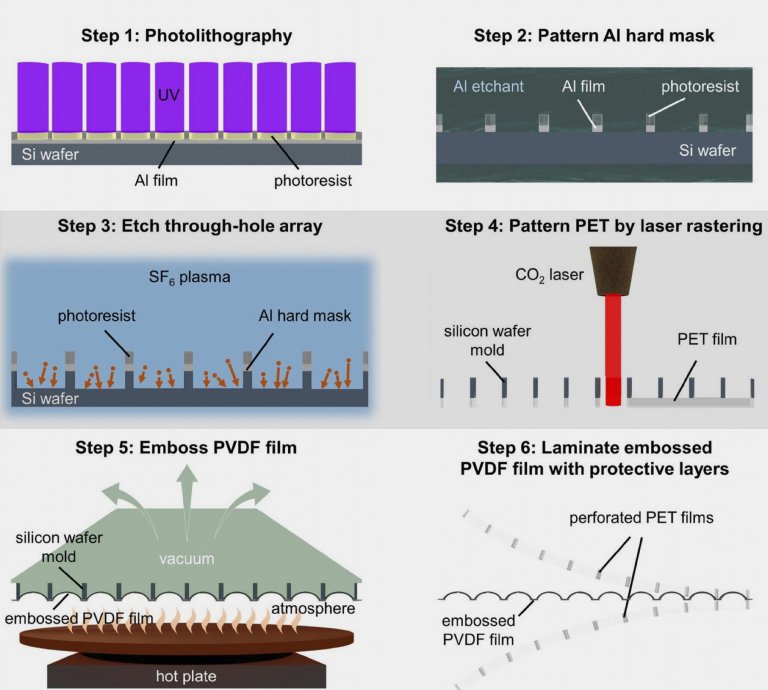 Step 1: Photolithography
UV
Si wafer
Al film
photoresist
Step 2: Pattern Al hard mask
Al etchant
Al film
photoresist
Si wafer
Step 3: Etch through-hole array
SF₆ plasma
photoresist
Al hard mask
Si wafer
Step 4: Pattern PET by laser rastering
CO₂ laser
silicon wafer
mold
PET film
Step 5: Emboss PVDF film
silicon wafer
mold
vacuum
embossed PVDF film
atmosphere
hot plate
Step 6: Laminate embossed
PVDF film with protective layers
perforated PET films
embossed
PVDF film